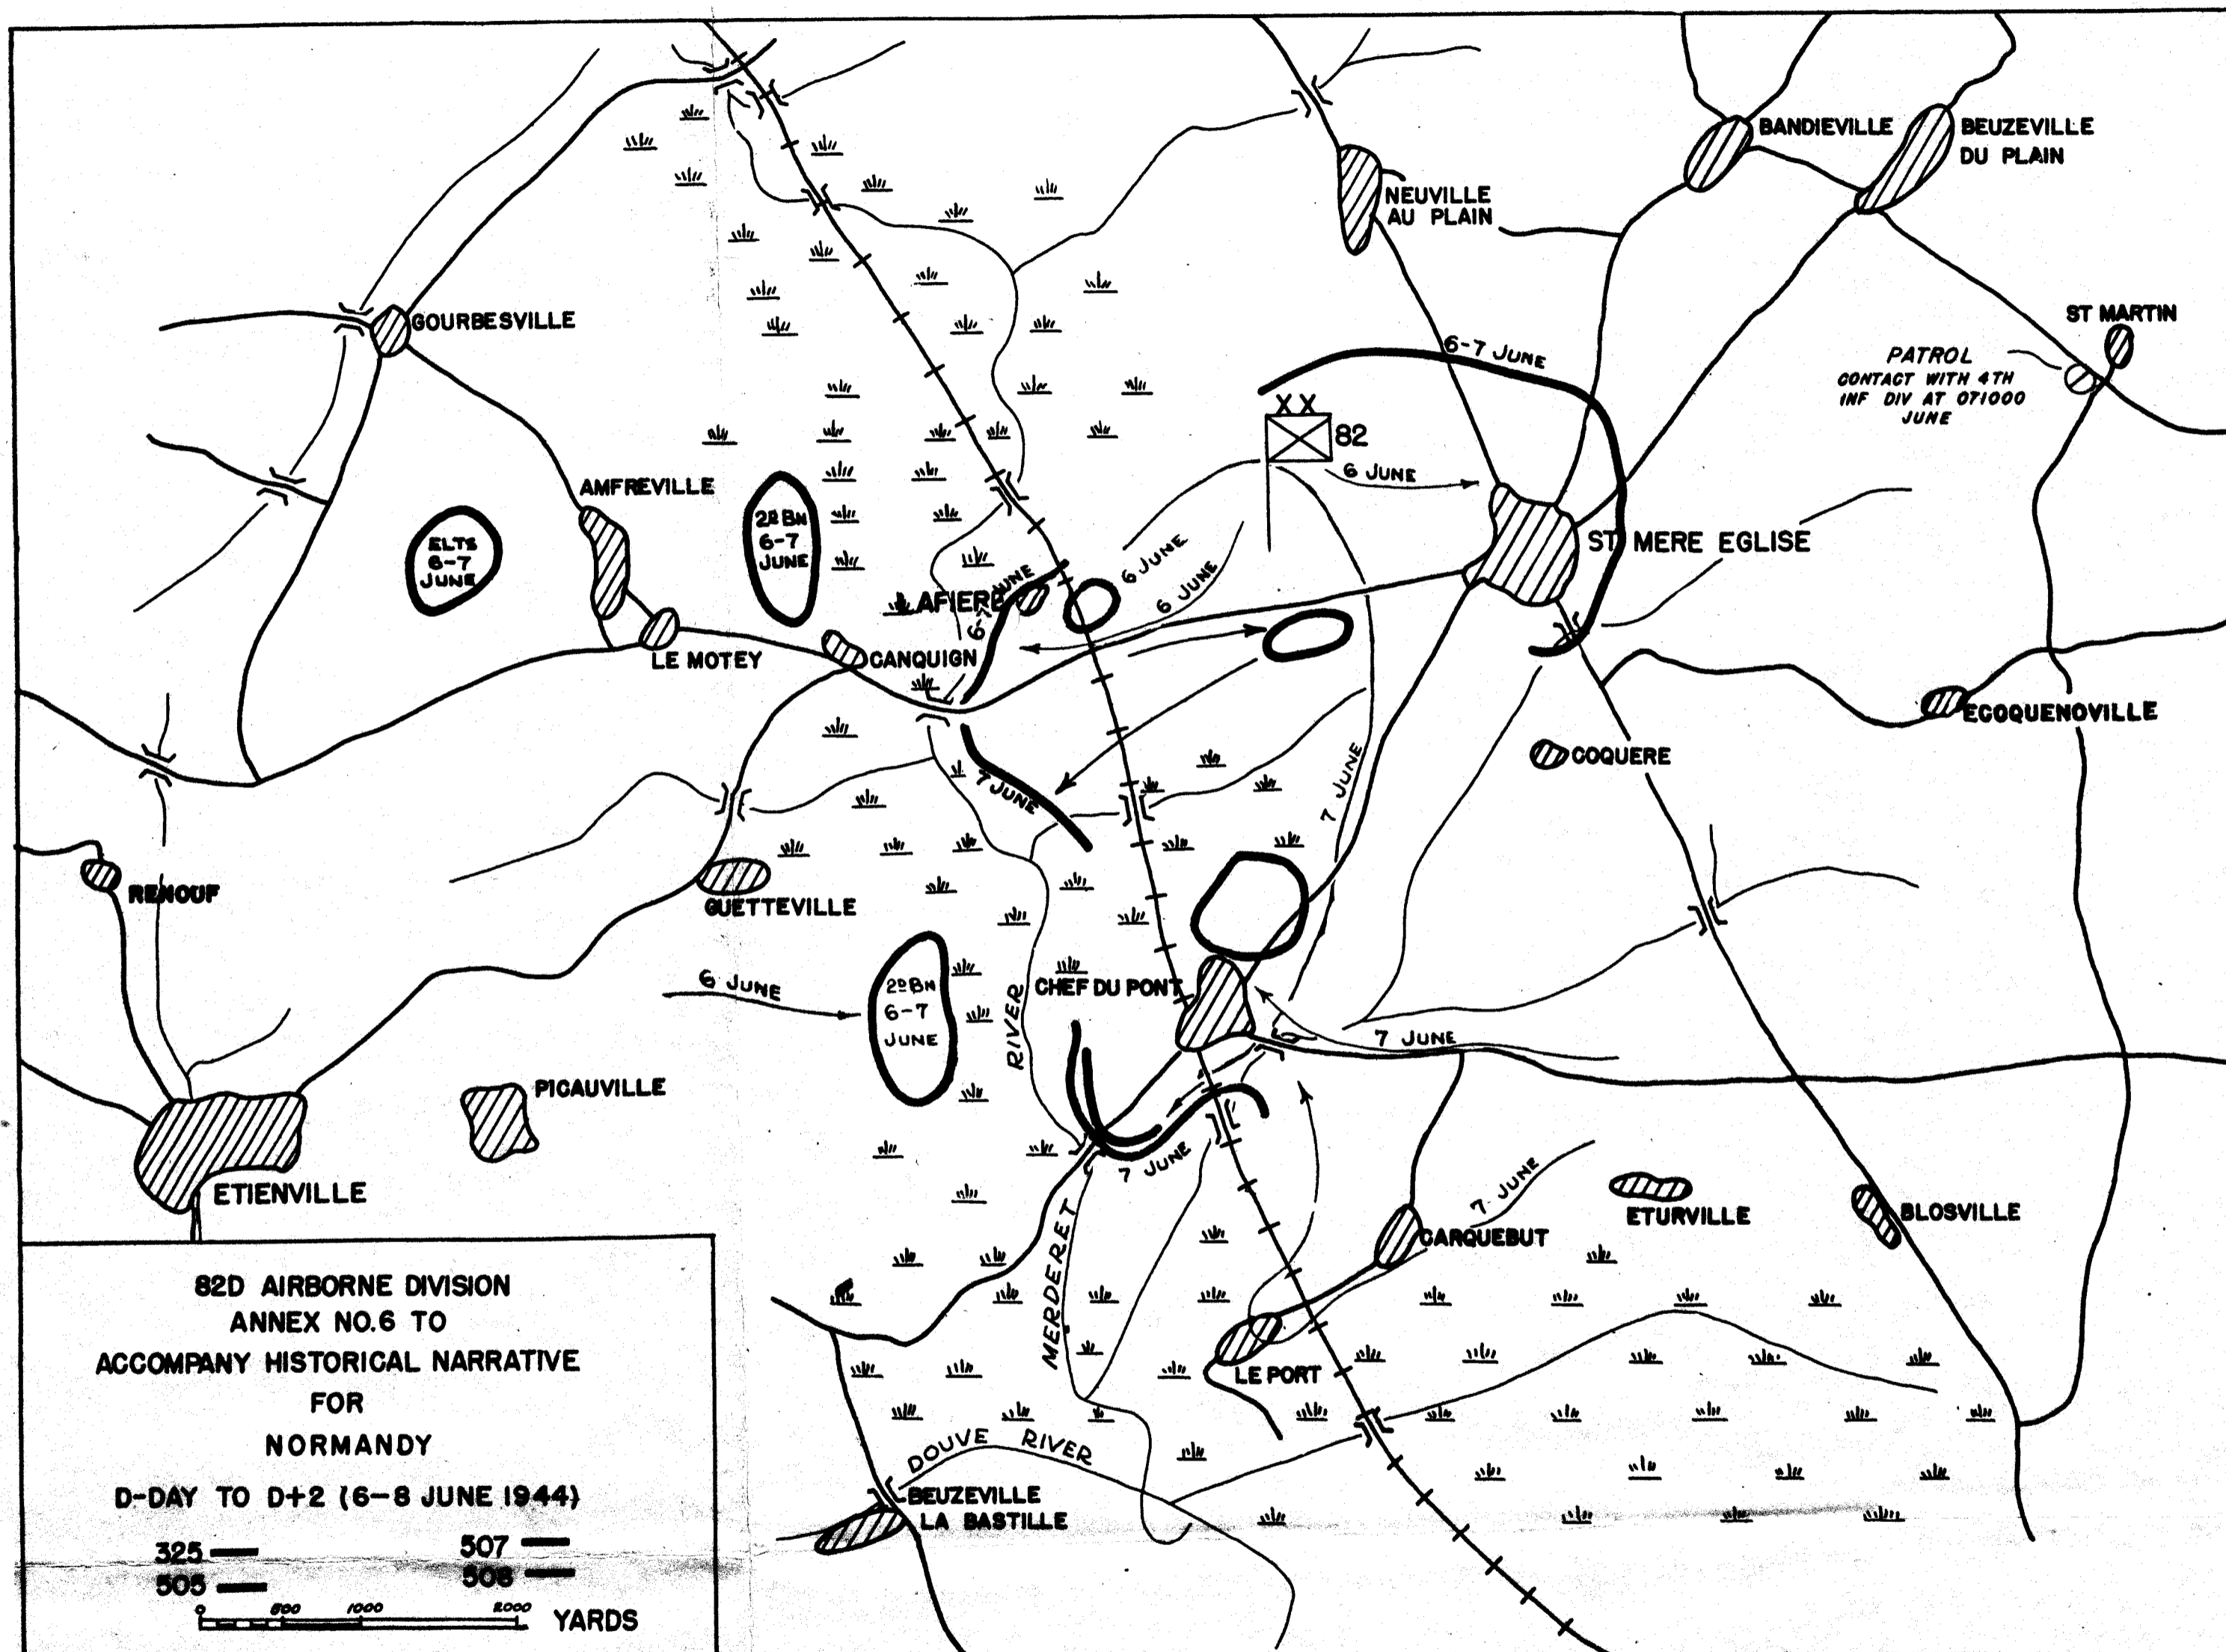 BANDIEVILLE
BEUZEVILLE
DU PLAIN
NEUVILLE
AU PLAIN
GOURBESVILLE
ST MARTIN
6-7 JUNE
PATROL
CONTACT WITH 4TH
INF DIV AT 071000
JUNE
XX
82
6 JUNE
AMFREVILLE
2D BN
6-7
JUNE
ELTS
6-7
JUNE
ST MERE EGLISE
6 JUNE
6 JUNE
LAFIERE
6-7 JUNE
LE MOTEY
CANQUIGN
ECOQUENOVILLE
COQUERE
7 JUNE
7 JUNE
RENOUF
GUETTEVILLE
6 JUNE
2D BN
6-7
JUNE
RIVER
CHEF DU PONT
7 JUNE
PICAUVILLE
ETIENVILLE
7 JUNE
7 JUNE
ETURVILLE
BLOSVILLE
CARQUEBUT
MERDERET
LE PORT
DOUVE RIVER
BEUZEVILLE
LA BASTILLE
82D AIRBORNE DIVISION
ANNEX NO.6 TO
ACCOMPANY HISTORICAL NARRATIVE
FOR
NORMANDY
D-DAY TO D+2 (6-8 JUNE 1944)
325 507
505 508
0 500 1000 2000 YARDS